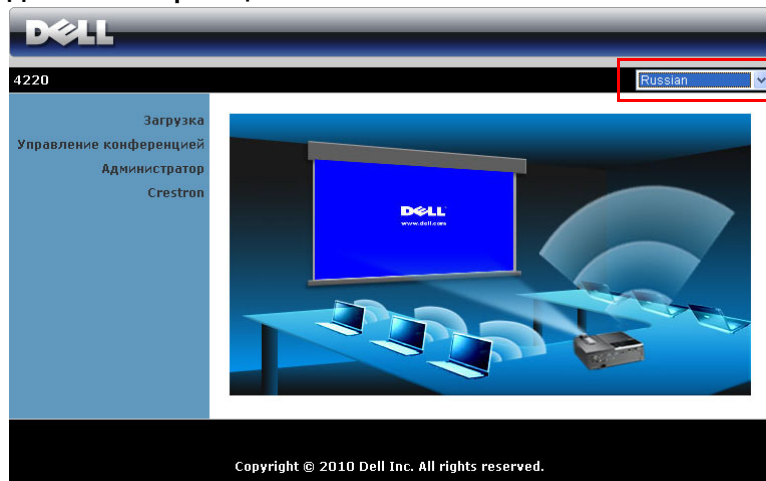 DELL
4220
Russian
Загрузка
Управление конференцией
Администратор
Crestron
DELL
www.dell.com
Copyright © 2010 Dell Inc. All rights reserved.